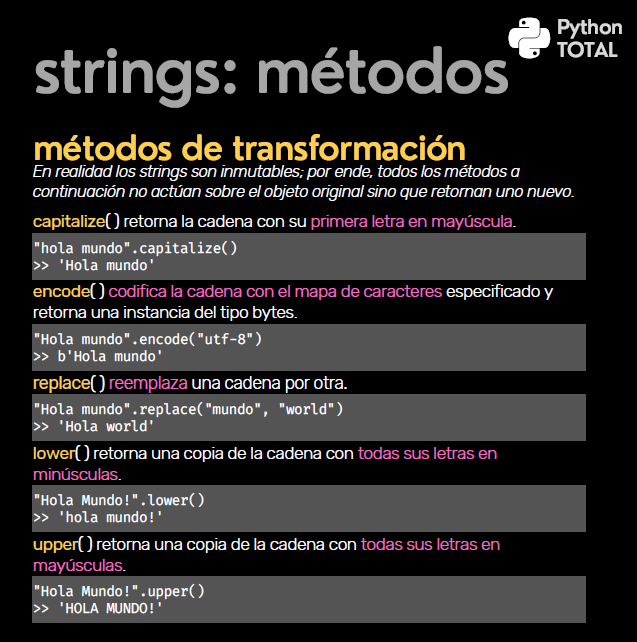 Python
TOTAL
strings: métodos
métodos de transformación
En realidad los strings son inmutables; por ende, todos los métodos a
continuación no actúan sobre el objeto original sino que retornan uno nuevo.
capitalize( ) retorna la cadena con su primera letra en mayúscula.
"hola mundo".capitalize()
>> 'Hola mundo'
encode( ) codifica la cadena con el mapa de caracteres especificado y
retorna una instancia del tipo bytes.
"Hola mundo".encode("utf-8")
>> b'Hola mundo'
replace( ) reemplaza una cadena por otra.
"Hola mundo".replace("mundo", "world")
>> 'Hola world'
lower( ) retorna una copia de la cadena con todas sus letras en
minúsculas.
"Hola Mundo!".lower()
>> 'hola mundo!'
upper( ) retorna una copia de la cadena con todas sus letras en
mayúsculas.
"Hola Mundo!".upper()
>> 'HOLA MUNDO!'